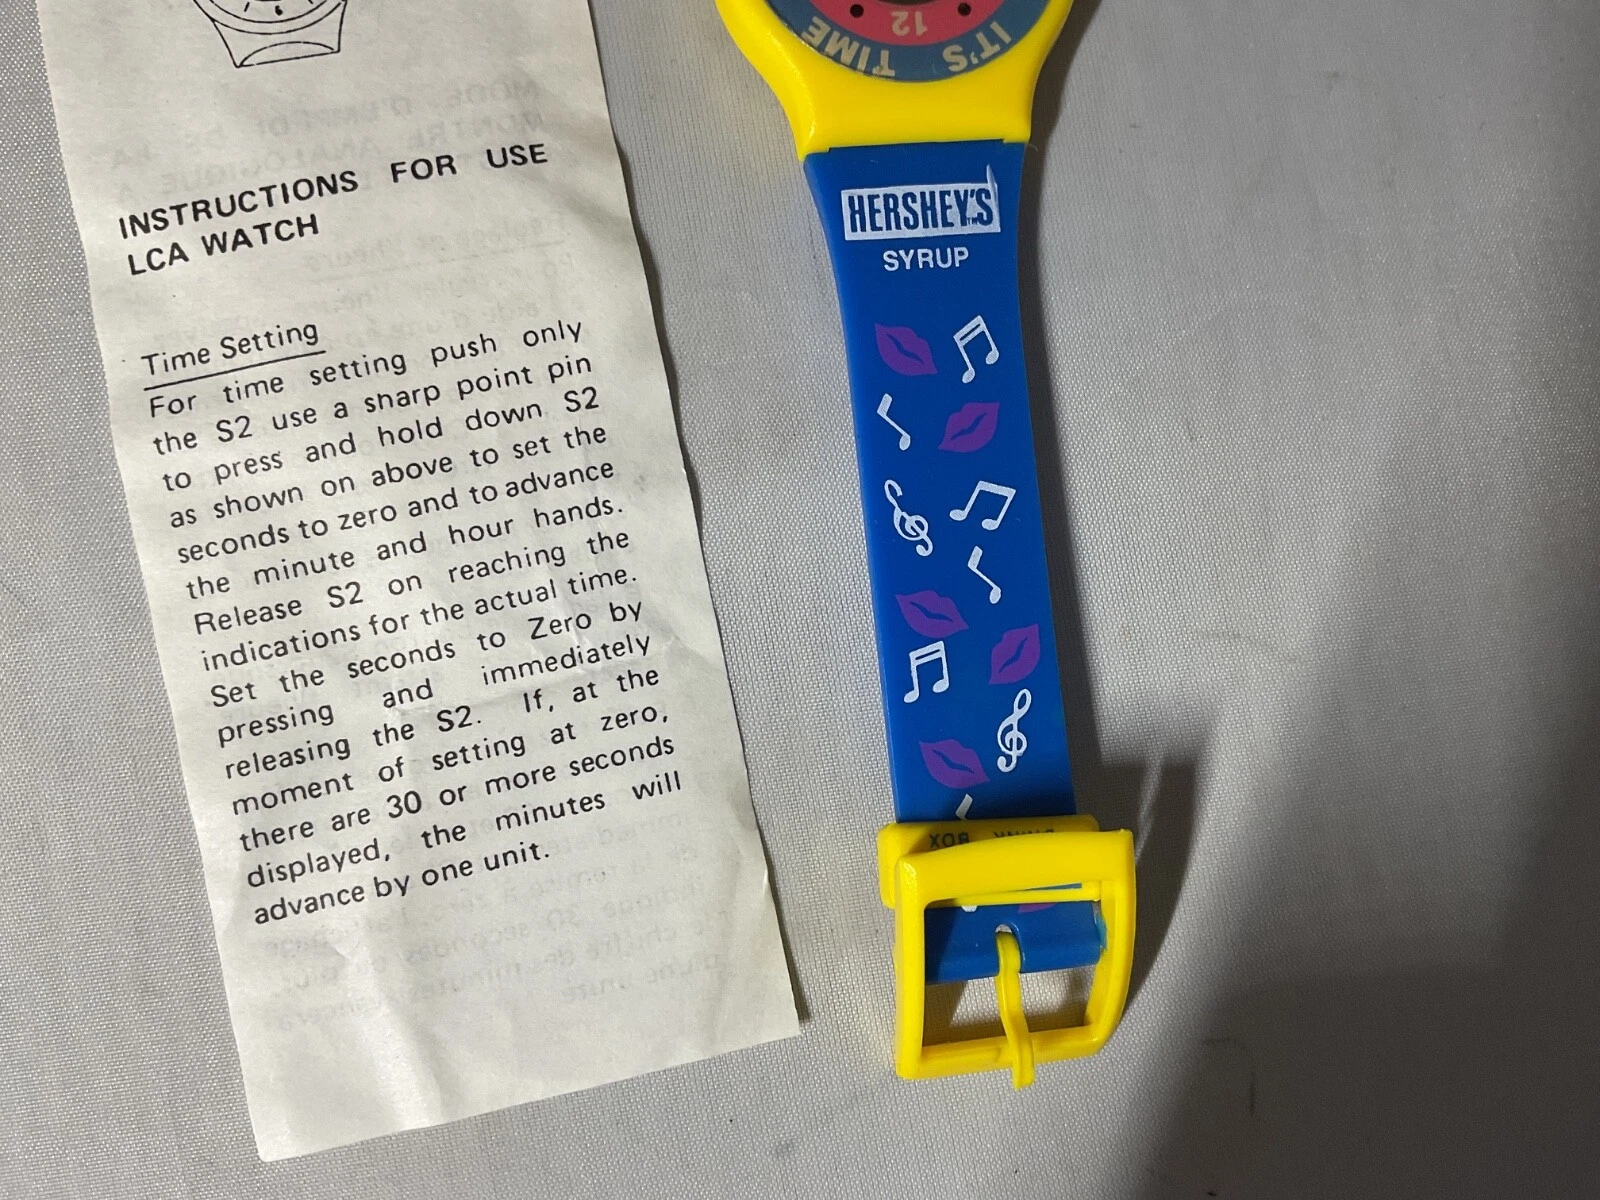 INSTRUCTIONS FOR USE
LCA WATCH
Time Setting
For time setting push only
the S2 use a sharp point pin
to press and hold down S2
as shown on above to set the
seconds to zero and to advance
the minute and hour hands.
Release S2 on reaching the
indications for the actual time.
Set the seconds to Zero by
pressing and immediately
releasing the S2. If, at the
moment of setting at zero,
there are 30 or more seconds
displayed, the minutes will
advance by one unit.
12
IT'S TIME
HERSHEY'S
TM
SYRUP
BOX